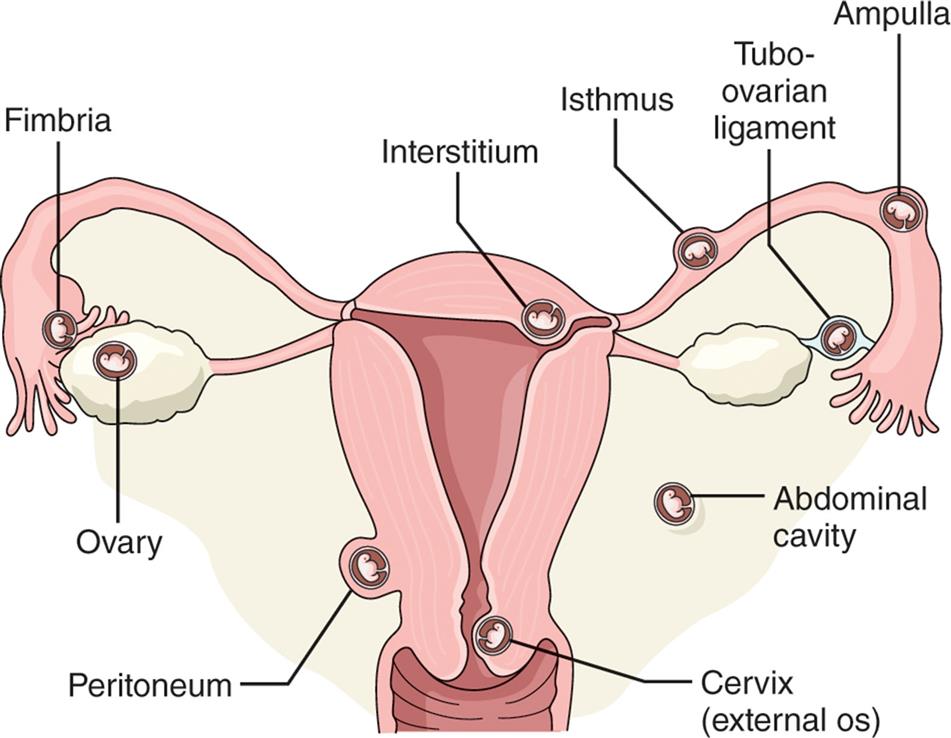 Ampulla
Tubo-
ovarian
ligament
Isthmus
Fimbria
Interstitium
Abdominal
cavity
Ovary
Peritoneum
Cervix
(external os)